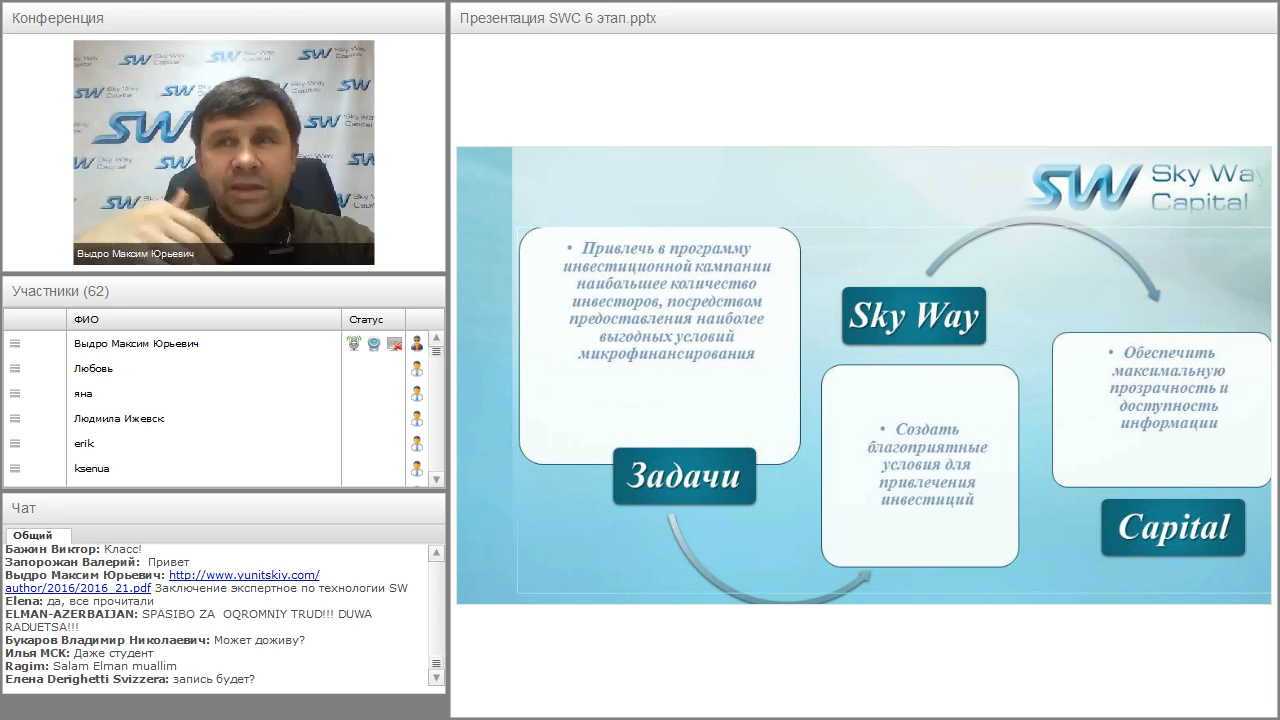 Конференция
Sky Way
Capital
SW
Выдро Максим Юрьевич
Участники (62)
ФИО
Статус
Выдро Максим Юрьевич
Любовь
яна
Людмила Ижевск
erik
ksenua
Чат
Общий
Бажин Виктор: Класс!
Запорожан Валерий: Привет
Выдро Максим Юрьевич: http://www.yunitskiy.com/
author/2016/2016_21.pdf Заключение экспертное по технологии SW
Elena: да, все прочитали
ELMAN-AZERBAIJAN: SPASIBO ZA OQROMNIY TRUD!!! DUWA
RADUETSA!!!
Букаров Владимир Николаевич: Может доживу?
Илья МСК: Даже студент
Ragim: Salam Elman muallim
Елена Derighetti Svizzera: запись будет?
Презентация SWC 6 этап.pptx
SW Sky Way
Capital
• Привлечь в программу
инвестиционной кампании
наибольшее количество
инвесторов, посредством
предоставления наиболее
выгодных условий
микрофинансирования
Задачи
Sky Way
• Создать
благоприятные
условия для
привлечения
инвестиций
• Обеспечить
максимальную
прозрачность и
доступность
информации
Capital